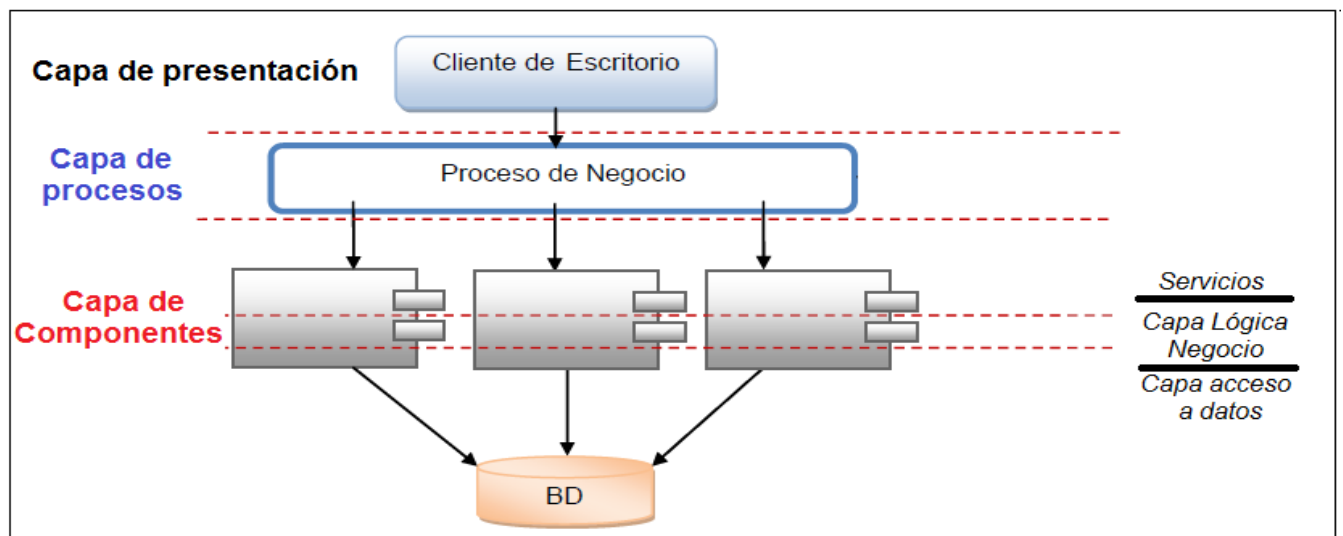 Capa de presentación
Cliente de Escritorio
Capa de
procesos
Proceso de Negocio
Capa de
Componentes
Servicios
Capa Lógica
Negocio
Capa acceso
a datos
BD